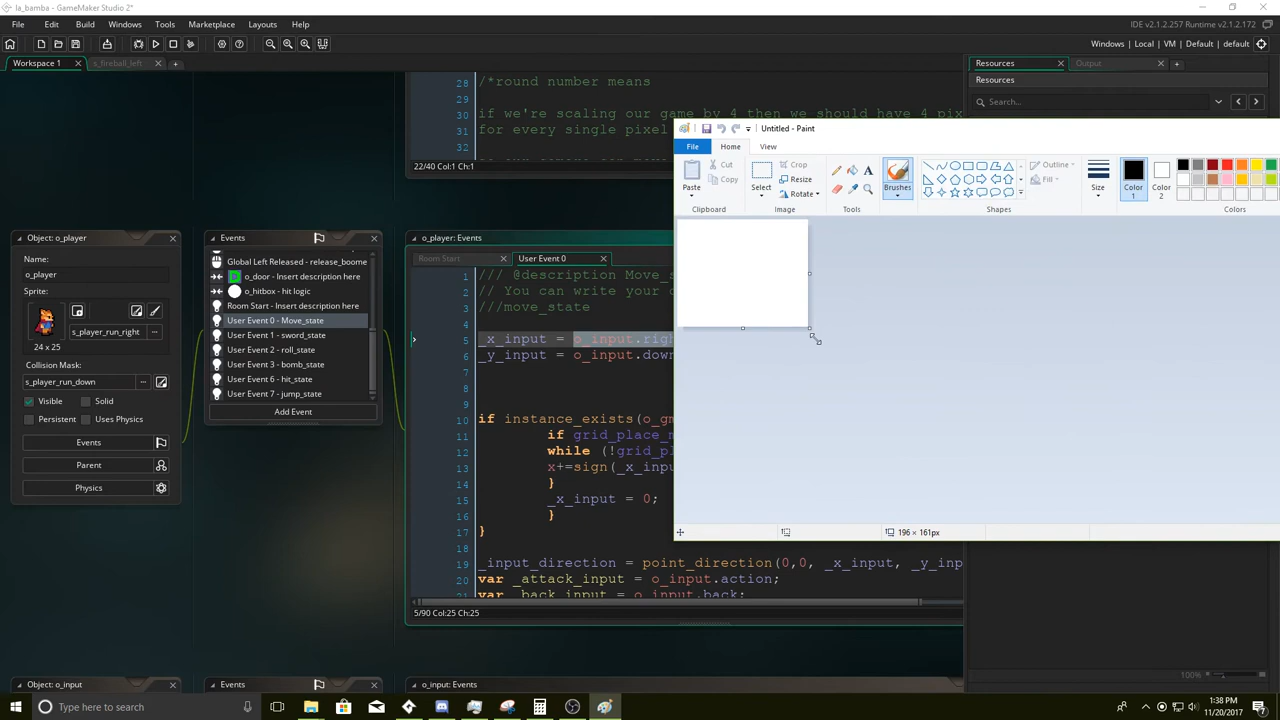 la_bamba - GameMaker Studio 2*
File Edit Build Windows Tools Marketplace Layouts Help
IDE v2.1.2.257 Runtime v2.1.2.172
Windows | Local | VM | Default | default
Workspace 1
s_fireball_left
Resources
Output
Resources
Search...
28 /*round number means
29
30 if we're scaling our game by 4 then we should have 4 pix
31 for every single pixel
32
22/40 Col:1 Ch:1
Untitled - Paint
File Home View
Paste
Cut
Copy
Clipboard
Select
Crop
Resize
Rotate
Image
Tools
Brushes
Shapes
Outline
Fill
Size
Color 1
Color 2
Colors
196 × 161px
Object: o_player
Name:
o_player
Sprite:
s_player_run_right
24 x 25
Collision Mask:
s_player_run_down
Visible
Solid
Persistent
Uses Physics
Events
Parent
Physics
Events
Global Left Released - release_boome
o_door - Insert description here
o_hitbox - hit logic
Room Start - Insert description here
User Event 0 - Move_state
User Event 1 - sword_state
User Event 2 - roll_state
User Event 3 - bomb_state
User Event 6 - hit_state
User Event 7 - jump_state
Add Event
o_player: Events
Room Start
User Event 0
1 /// @description Move_s
2 // You can write your c
3 ///move_state
4
5 _x_input = o_input.righ
6 _y_input = o_input.down
7
8
9
10 if instance_exists(o_gm
11 if grid_place_m
12 while (!grid_pl
13 x+=sign(_x_inpu
14 }
15 _x_input = 0;
16 }
17 }
18
19 _input_direction = point_direction(0,0, _x_input, _y_inp
20 var _attack_input = o_input.action;
21 var _back_input = o_input.back;
5/90 Col:25 Ch:25
100%
Object: o_input
Events
o_input: Events
Type here to search
1:38 PM
11/20/2017